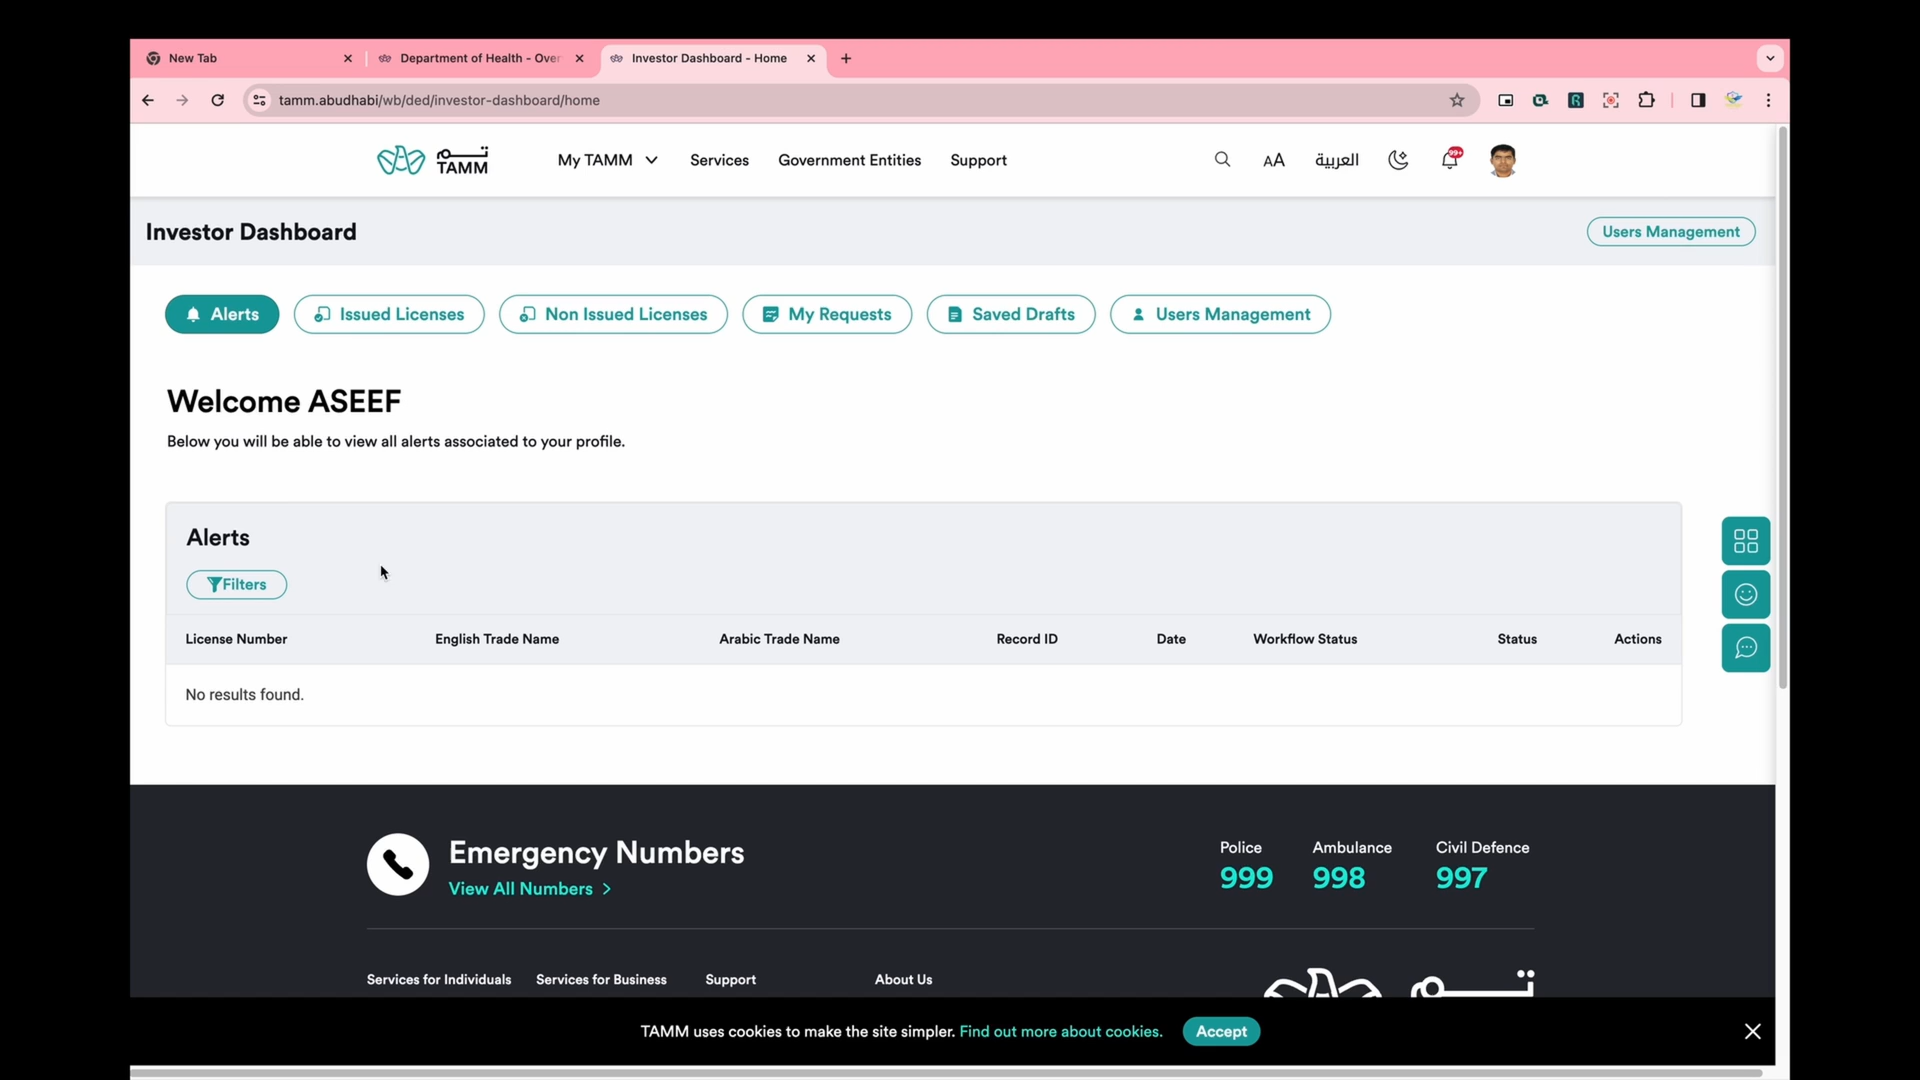 New Tab
Department of Health - Over
Investor Dashboard - Home
tamm.abudhabi/wb/ded/investor-dashboard/home
تم
TAMM
My TAMM
Services
Government Entities
Support
AA
العربية
99+
Investor Dashboard
Users Management
Alerts
Issued Licenses
Non Issued Licenses
My Requests
Saved Drafts
Users Management
Welcome ASEEF
Below you will be able to view all alerts associated to your profile.
Alerts
Filters
License Number
English Trade Name
Arabic Trade Name
Record ID
Date
Workflow Status
Status
Actions
No results found.
Emergency Numbers
View All Numbers
Police
Ambulance
Civil Defence
999
998
997
Services for Individuals
Services for Business
Support
About Us
TAMM uses cookies to make the site simpler. Find out more about cookies.
Accept